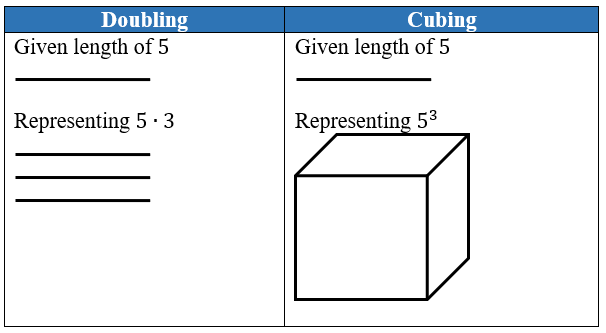 Doubling
Cubing
Given length of 5
Given length of 5
Representing 5 · 3
Representing 5³